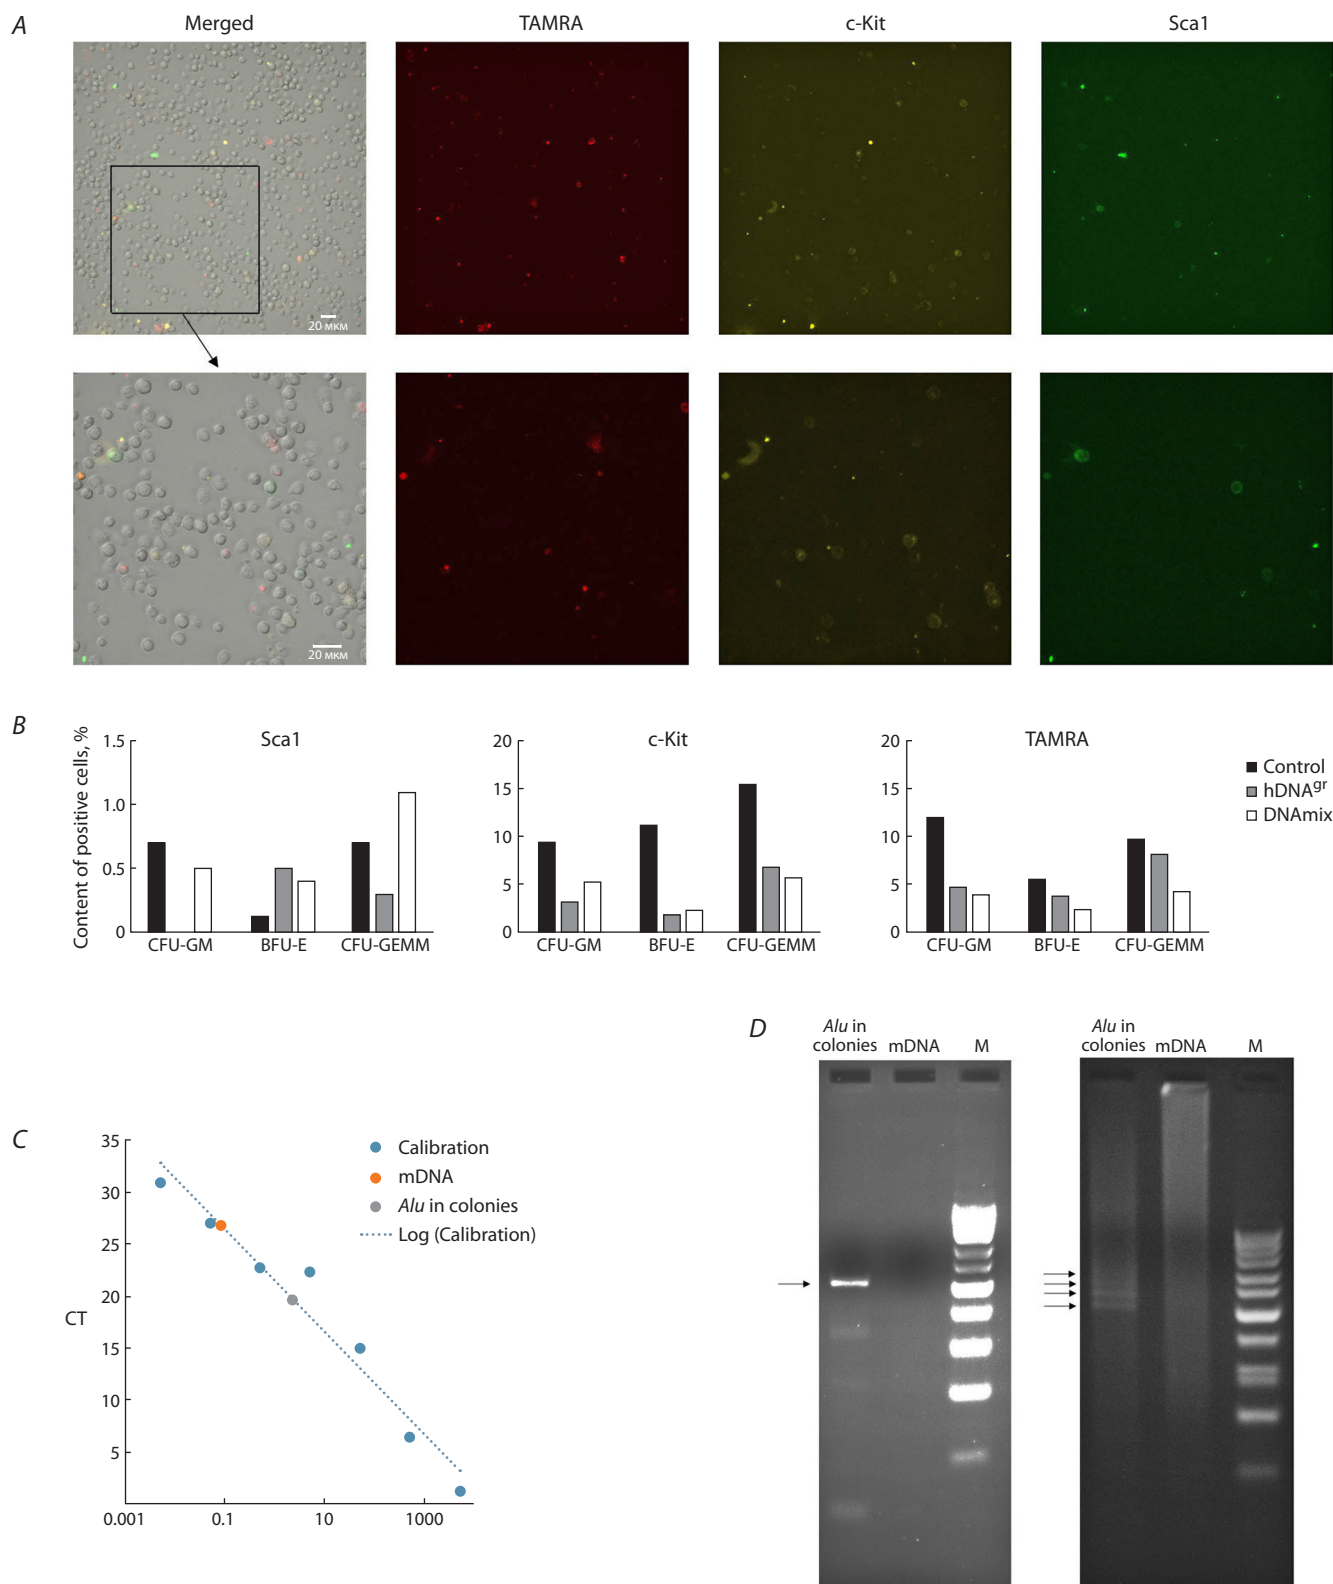 A
Merged TAMRA c-Kit Sca1
20 мкм
20 мкм
B
Sca1 c-Kit TAMRA
Content of positive cells, %
1.5
1.0
0.5
0
CFU-GM BFU-E CFU-GEMM
20
15
10
5
0
CFU-GM BFU-E CFU-GEMM
20
15
10
5
0
CFU-GM BFU-E CFU-GEMM
Control
hDNAgr
DNAmix
C
CT
35
30
25
20
15
10
5
0.001 0.1 10 1000
Calibration
mDNA
Alu in colonies
Log (Calibration)
D
Alu in
colonies mDNA M
Alu in
colonies mDNA M